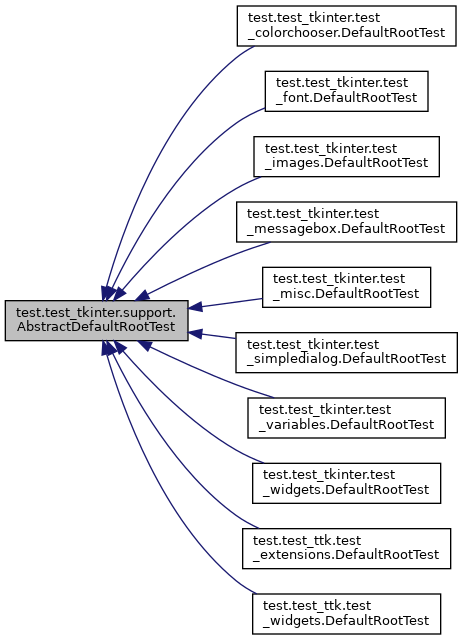 test.test_tkinter.test
_colorchooser.DefaultRootTest
test.test_tkinter.test
_font.DefaultRootTest
test.test_tkinter.test
_images.DefaultRootTest
test.test_tkinter.test
_messagebox.DefaultRootTest
test.test_tkinter.test
_misc.DefaultRootTest
test.test_tkinter.support.
AbstractDefaultRootTest
test.test_tkinter.test
_simpledialog.DefaultRootTest
test.test_tkinter.test
_variables.DefaultRootTest
test.test_tkinter.test
_widgets.DefaultRootTest
test.test_ttk.test
_extensions.DefaultRootTest
test.test_ttk.test
_widgets.DefaultRootTest